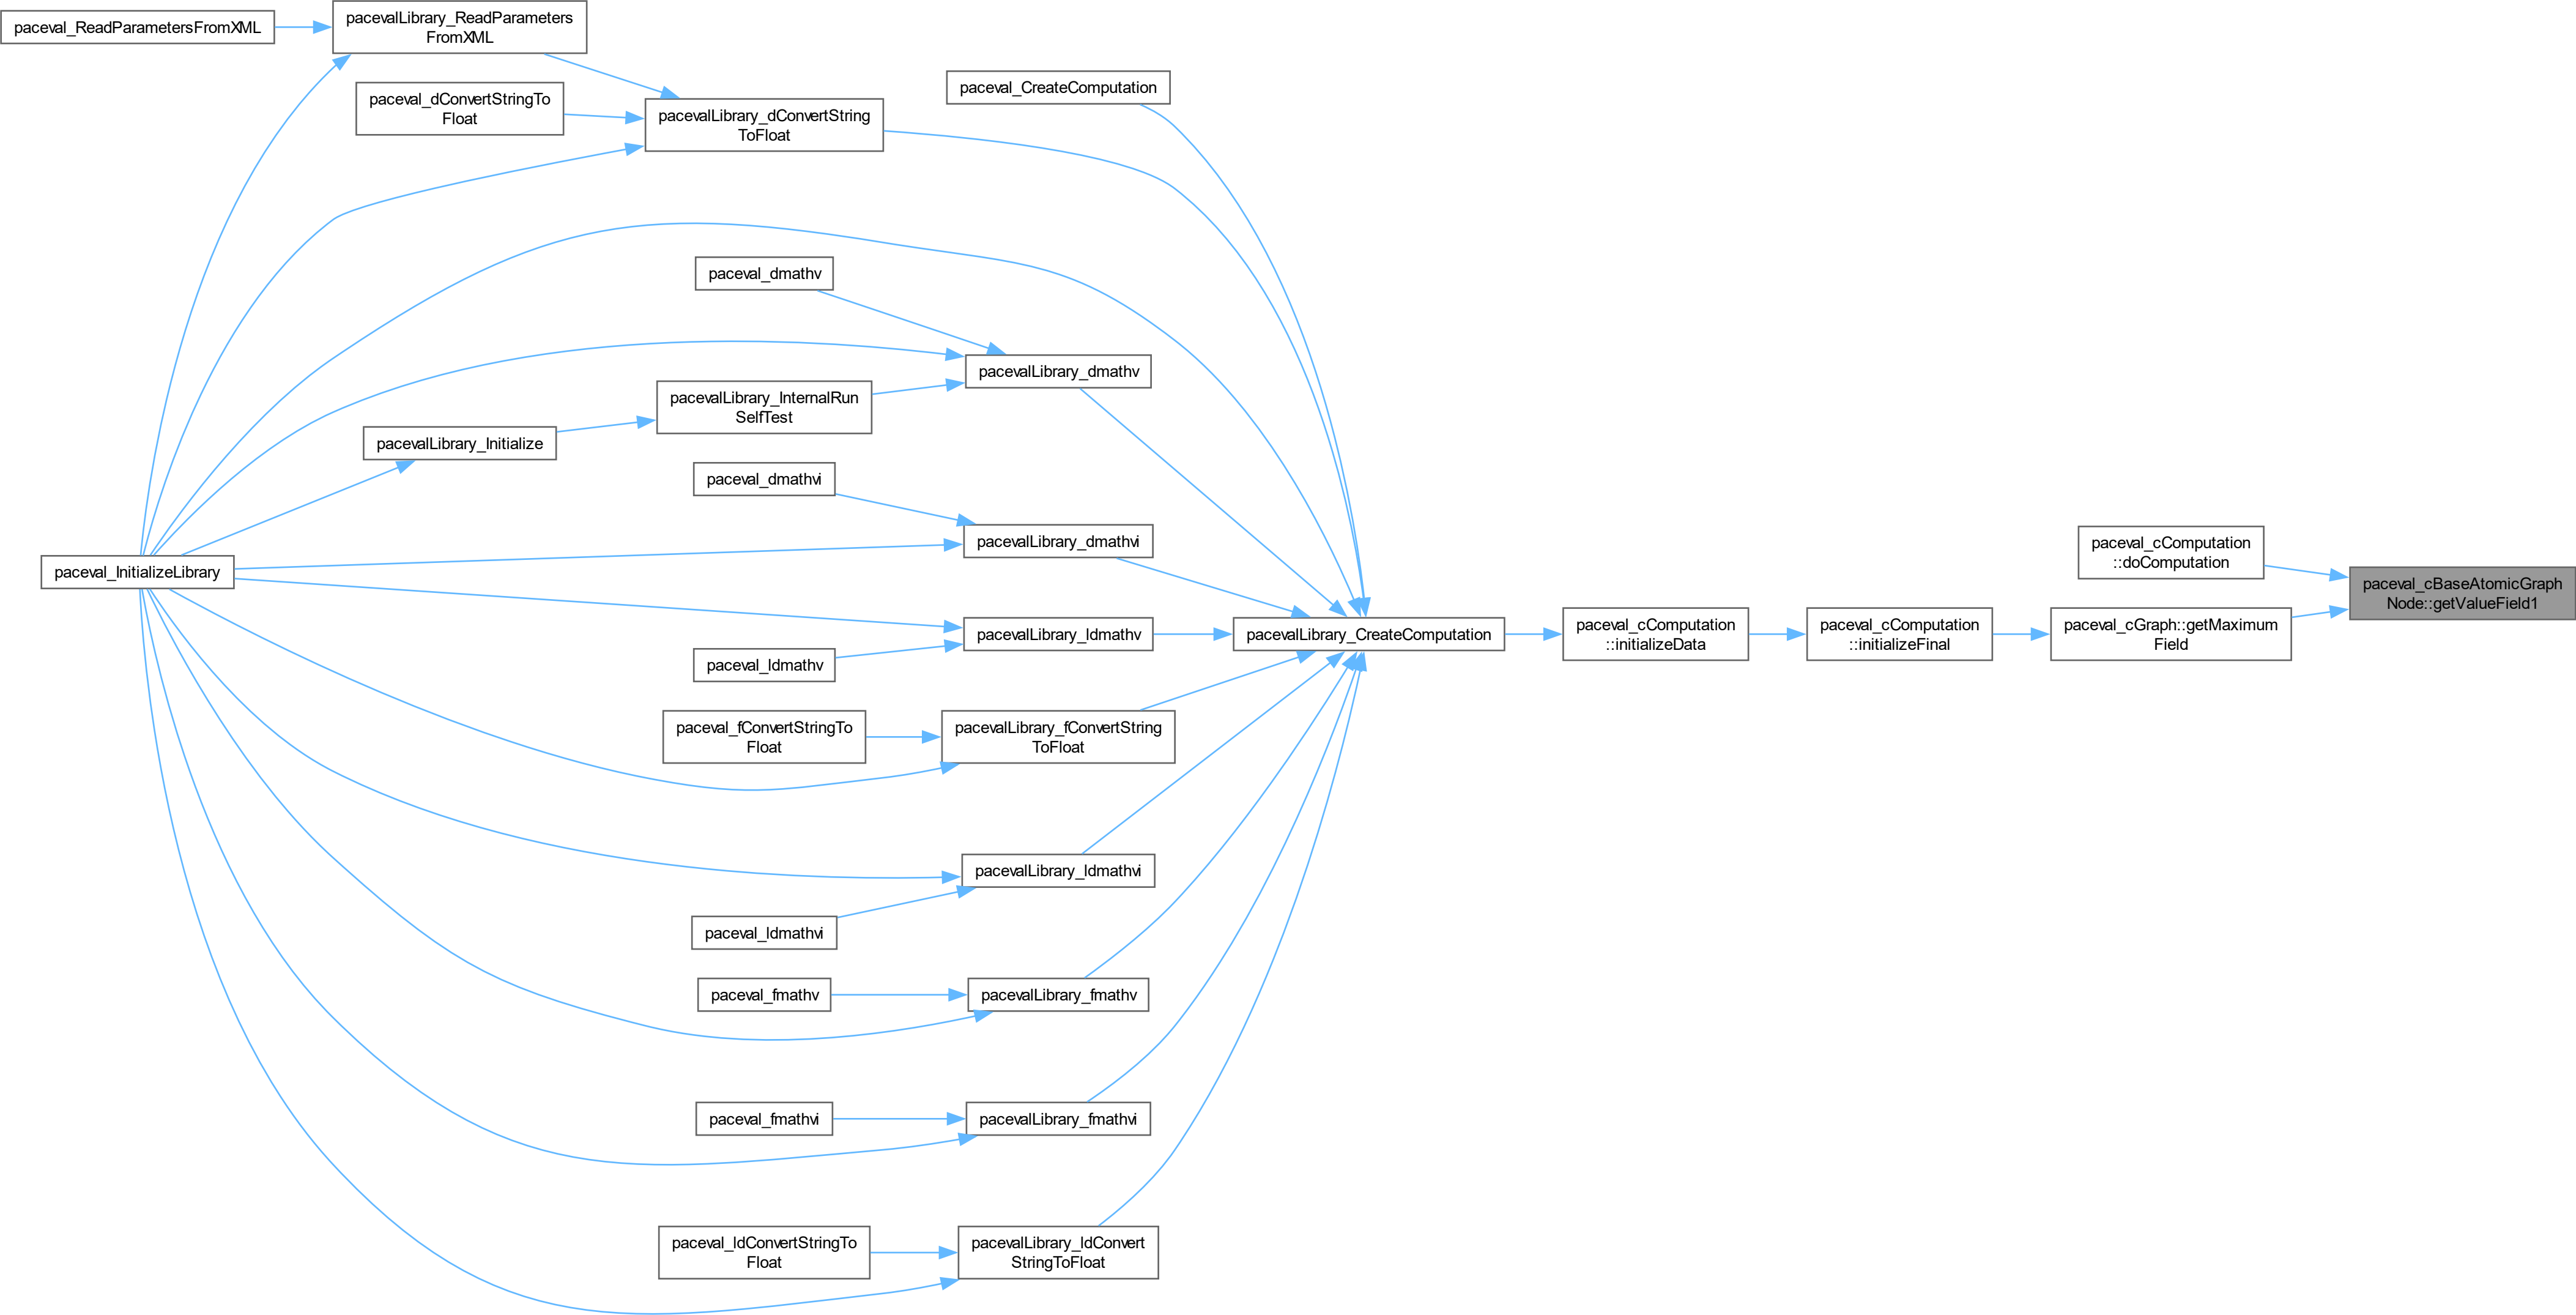 paceval_ReadParametersFromXML
pacevalLibrary_ReadParameters
FromXML
paceval_dConvertStringTo
Float
pacevalLibrary_dConvertString
ToFloat
paceval_CreateComputation
paceval_dmathv
pacevalLibrary_dmathv
pacevalLibrary_InternalRun
SelfTest
pacevalLibrary_Initialize
paceval_dmathvi
pacevalLibrary_dmathvi
paceval_InitializeLibrary
pacevalLibrary_ldmathv
paceval_ldmathv
pacevalLibrary_CreateComputation
paceval_cComputation
::initializeData
paceval_cComputation
::initializeFinal
paceval_cGraph::getMaximum
Field
paceval_cComputation
::doComputation
paceval_cBaseAtomicGraph
Node::getValueField1
paceval_fConvertStringTo
Float
pacevalLibrary_fConvertString
ToFloat
pacevalLibrary_ldmathvi
paceval_ldmathvi
paceval_fmathv
pacevalLibrary_fmathv
paceval_fmathvi
pacevalLibrary_fmathvi
paceval_ldConvertStringTo
Float
pacevalLibrary_ldConvert
StringToFloat